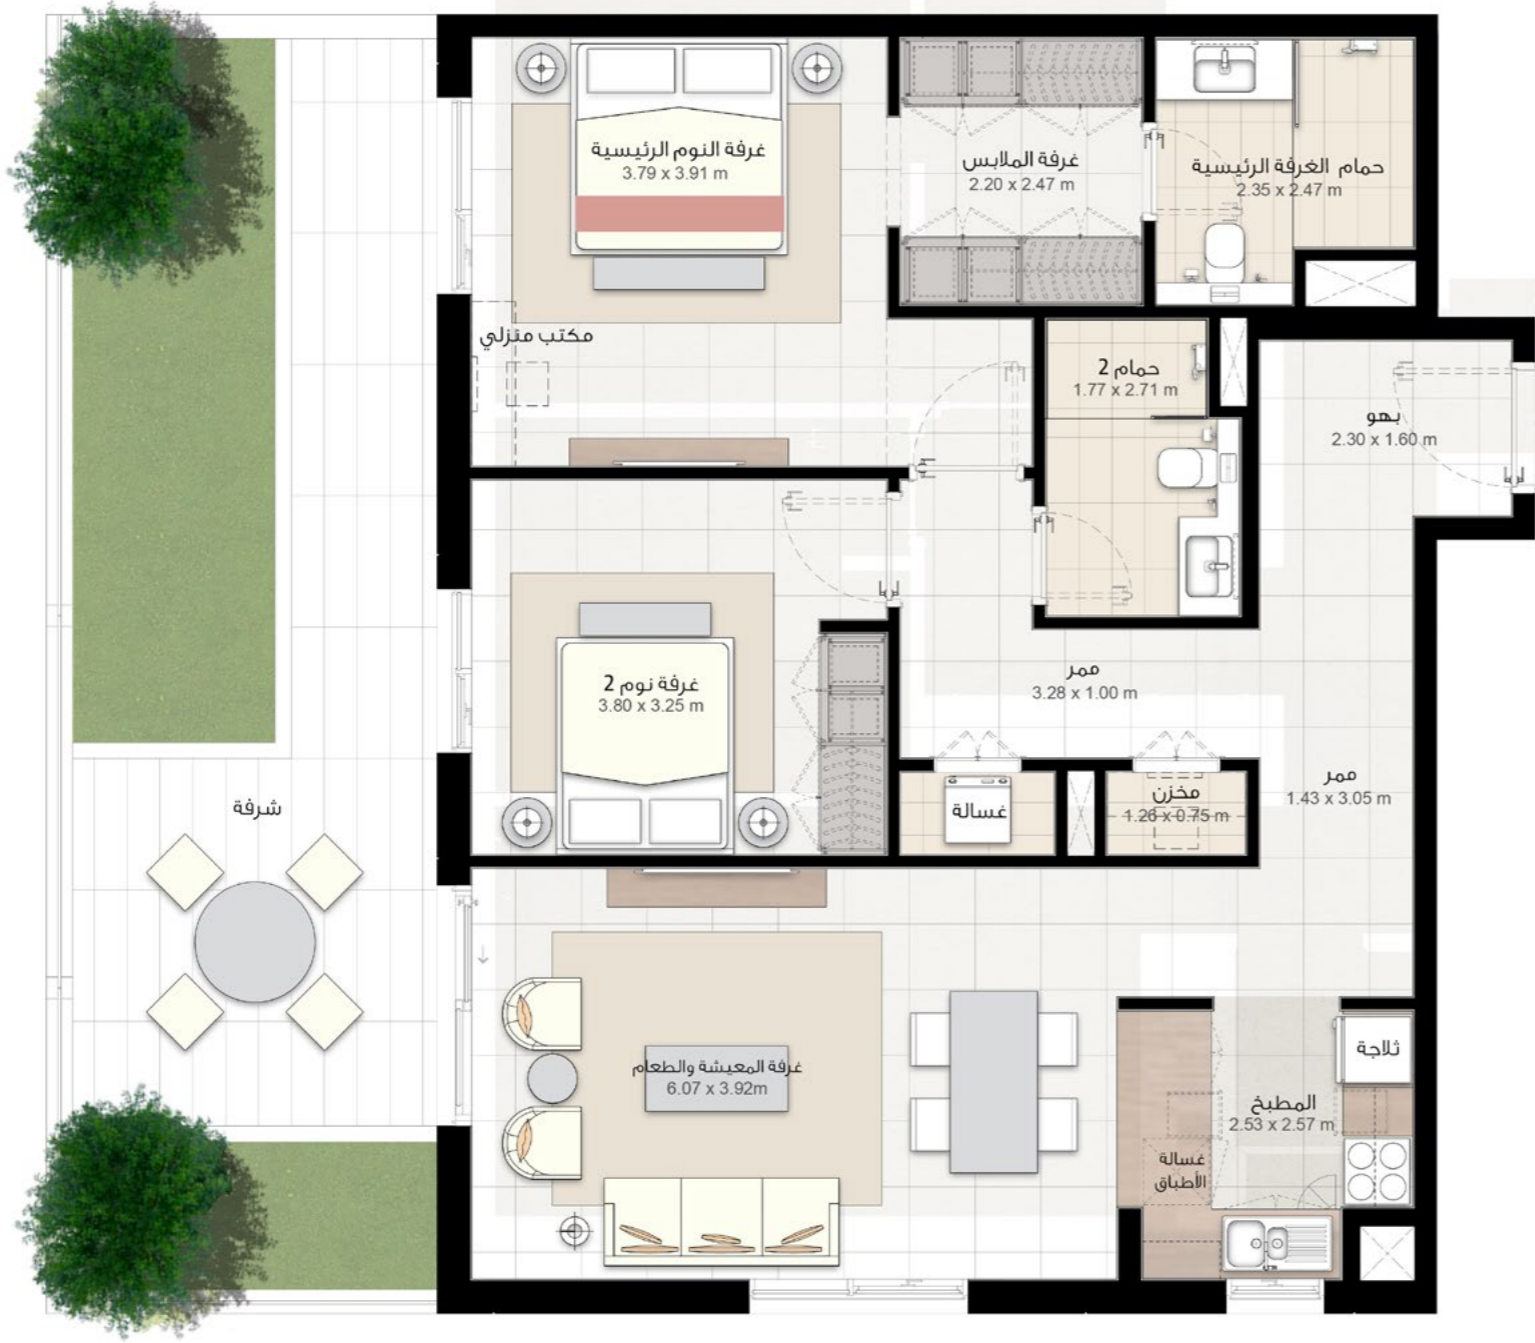 غرفة النوم الرئيسية
3.79 x 3.91 m
غرفة الملابس
2.20 x 2.47 m
حمام الغرفة الرئيسية
2.35 x 2.47 m
مكتب منزلي
حمام 2
1.77 x 2.71 m
بهو
2.30 x 1.60 m
غرفة نوم 2
3.80 x 3.25 m
ممر
3.28 x 1.00 m
ممر
1.43 x 3.05 m
غسالة
مخزن
1.26 x 0.75 m
شرفة
غرفة المعيشة والطعام
6.07 x 3.92m
ثلاجة
المطبخ
2.53 x 2.57 m
غسالة
الأطباق